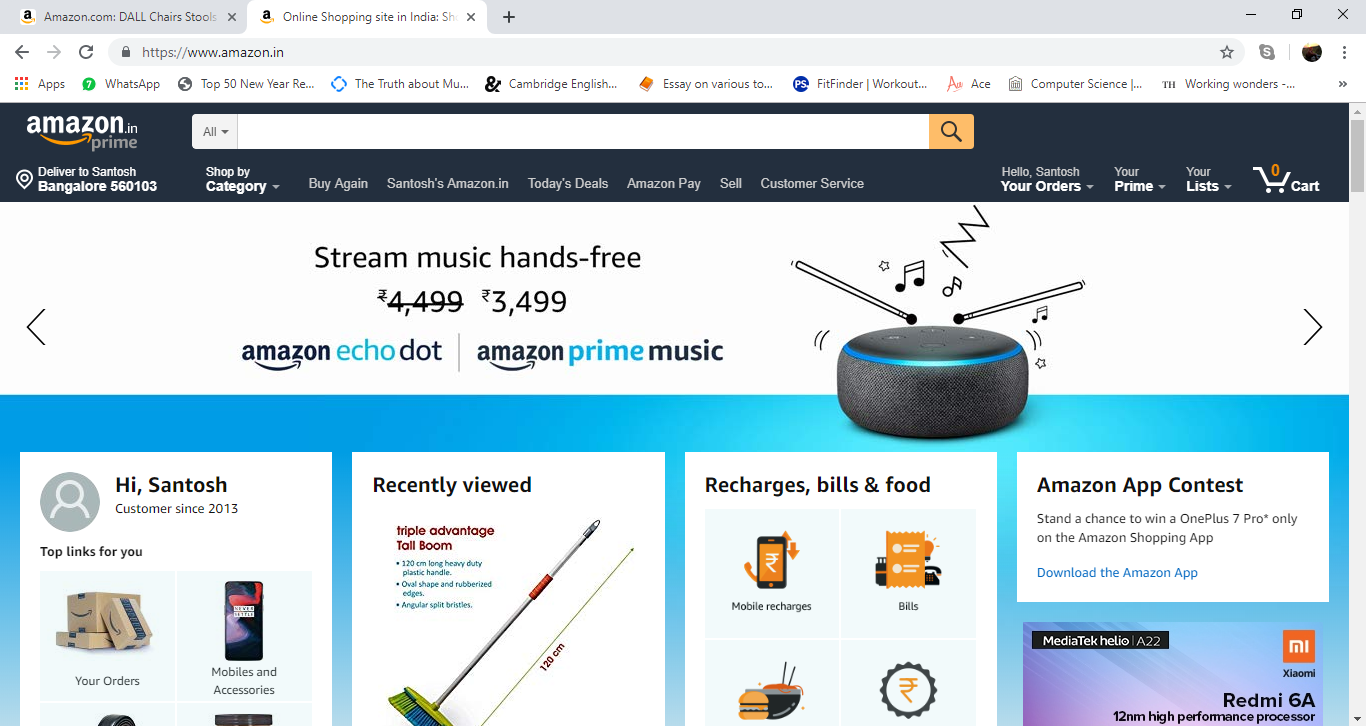 Amazon.com: DALL Chairs Stools
Online Shopping site in India: Sho
https://www.amazon.in
Apps
WhatsApp
Top 50 New Year Re...
The Truth about Mu...
Cambridge English...
Essay on various to...
FitFinder | Workout...
Ace
Computer Science |...
TH Working wonders -...
amazon.in
prime
All
Deliver to Santosh
Bangalore 560103
Shop by
Category
Buy Again
Santosh's Amazon.in
Today's Deals
Amazon Pay
Sell
Customer Service
Hello, Santosh
Your Orders
Your
Prime
Your
Lists
0
Cart
Stream music hands-free
₹4,499 ₹3,499
amazon echo dot | amazon prime music
Hi, Santosh
Customer since 2013
Top links for you
Your Orders
ONEPLUS
NEVER
SETTLE
Mobiles and
Accessories
Recently viewed
triple advantage
Tall Boom
• 120 cm long heavy duty
plastic handle.
• Oval shape and rubberized
edges.
• Angular split bristles.
120 cm
Recharges, bills & food
Mobile recharges
Bills
Amazon App Contest
Stand a chance to win a OnePlus 7 Pro* only
on the Amazon Shopping App
Download the Amazon App
MediaTek helio | A22
mi
Xiaomi
Redmi 6A
12nm high performance processor